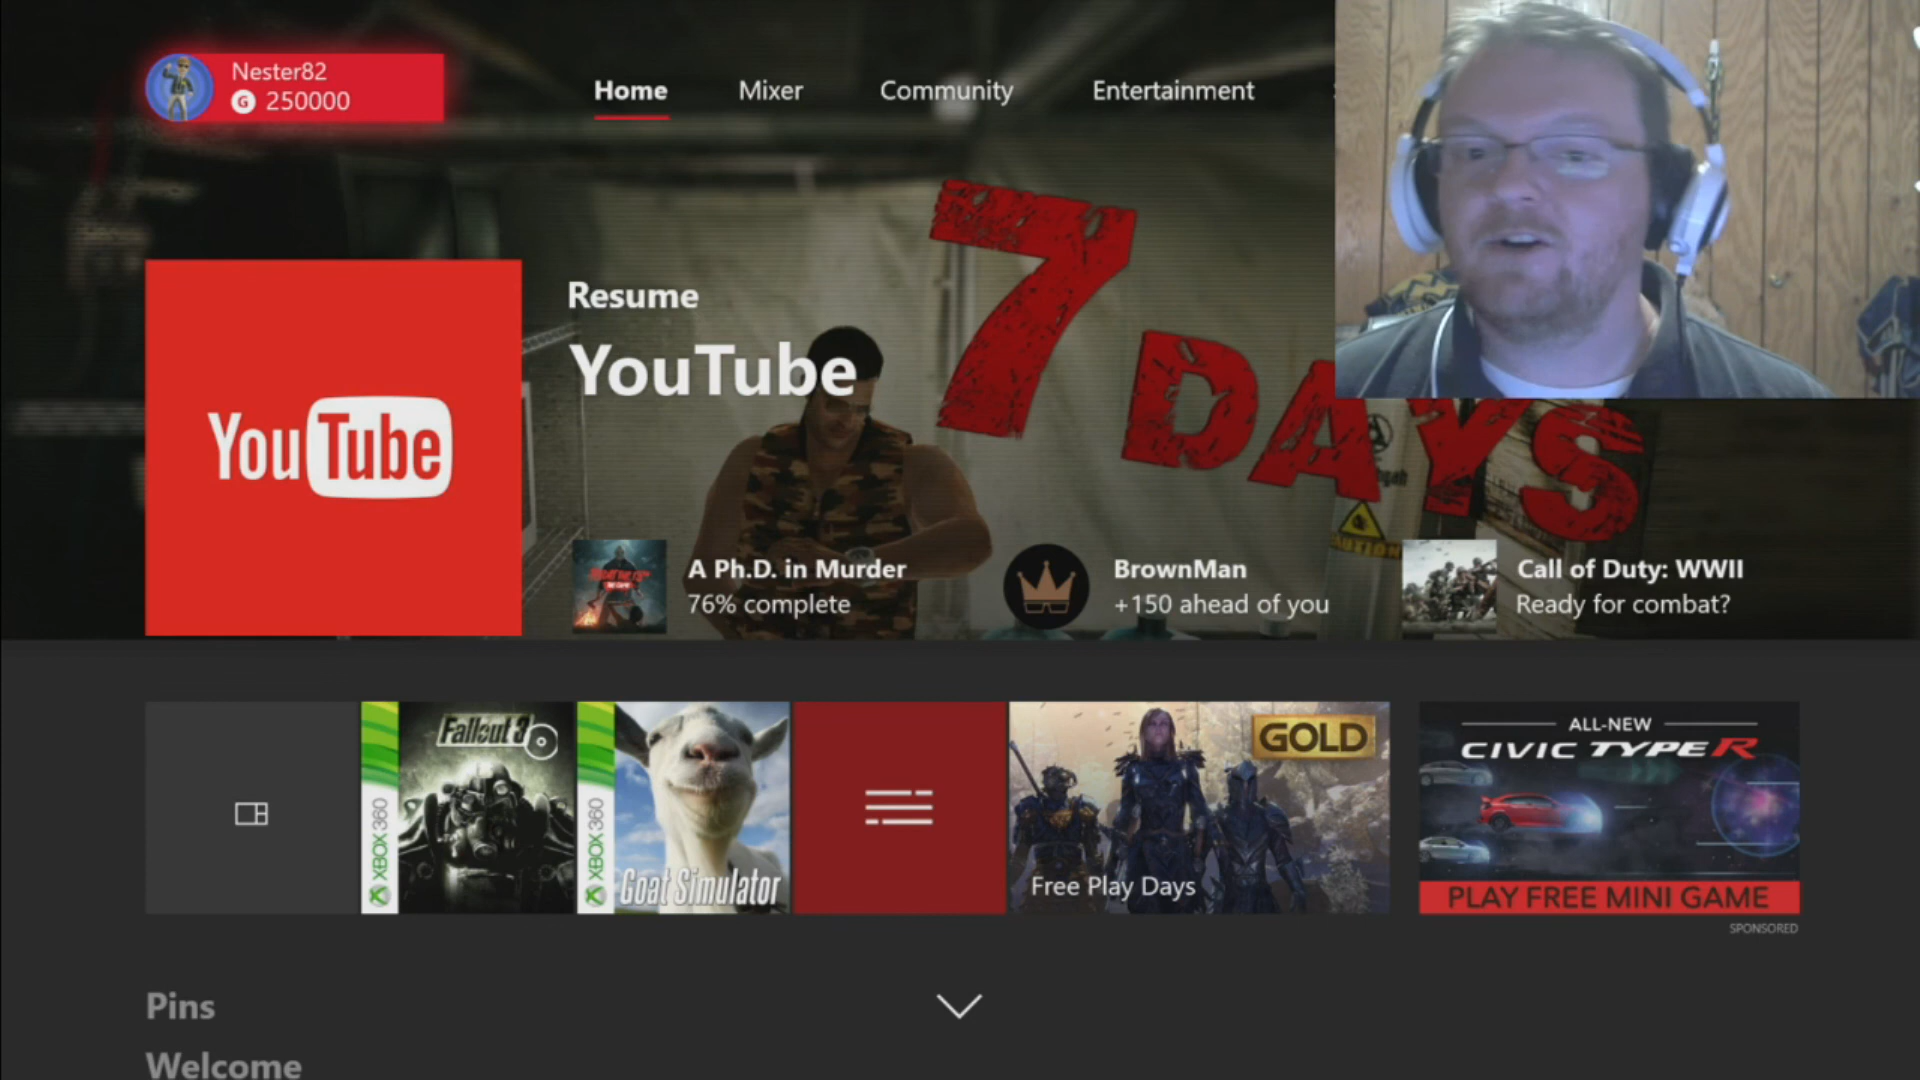 Nester82
G 250000
Home
Mixer
Community
Entertainment
7 DAYS
Resume
YouTube
YouTube
A Ph.D. in Murder
76% complete
BrownMan
+150 ahead of you
Call of Duty: WWII
Ready for combat?
CAUTION
XBOX 360
Fallout 3
XBOX 360
Goat Simulator
GOLD
Free Play Days
ALL-NEW
CIVIC TYPE R
PLAY FREE MINI GAME
SPONSORED
Pins
Welcome